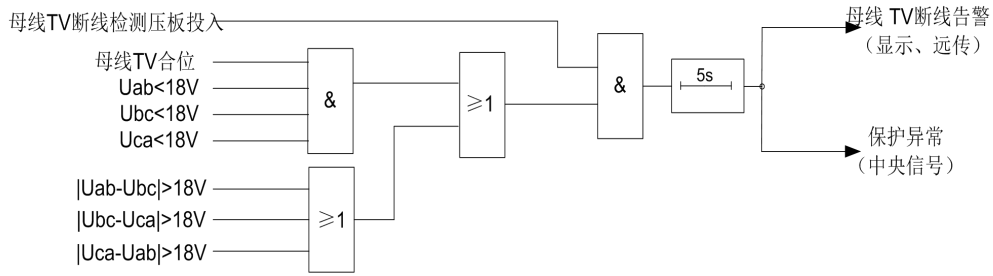 母线TV断线检测压板投入
母线TV合位
Uab<18V
Ubc<18V
Uca<18V
&
|Uab-Ubc|>18V
|Ubc-Uca|>18V
|Uca-Uab|>18V
≥1
≥1
&
5s
母线 TV断线告警
（显示、远传）
保护异常
（中央信号）